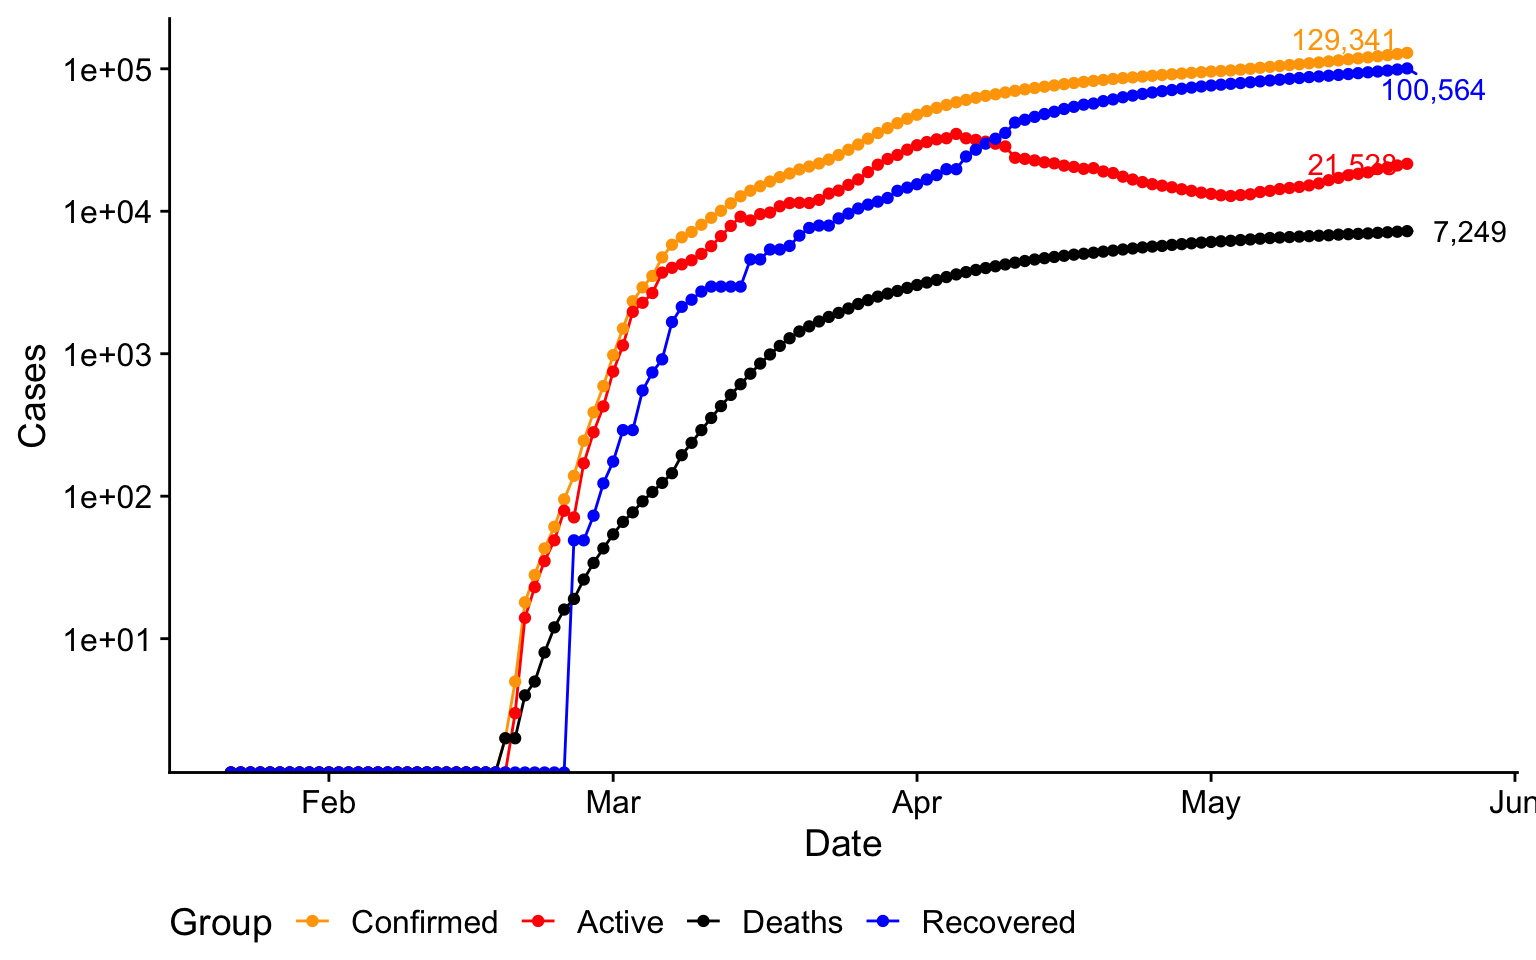 129,341
1e+05
100,564
21,528
1e+04
7,249
1e+03
Cases
1e+02
1e+01
Feb Mar Apr May Jun
Date
Group Confirmed Active Deaths Recovered